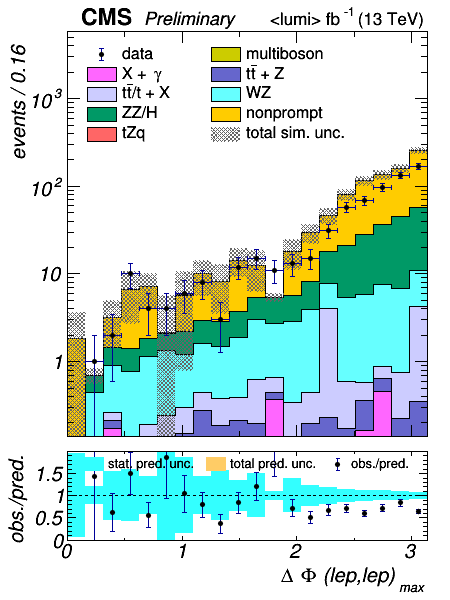 CMS Preliminary <lumi> fb⁻¹ (13 TeV)
events / 0.16
data
multiboson
X + γ
tt̄ + Z
tt̄/t + X
WZ
ZZ/H
nonprompt
tZq
total sim. unc.
10³
10²
10
1
obs./pred.
stat. pred. unc. total pred. unc. obs./pred.
1.5
1
0.5
0
0 1 2 3
Δ Φ (lep,lep) max